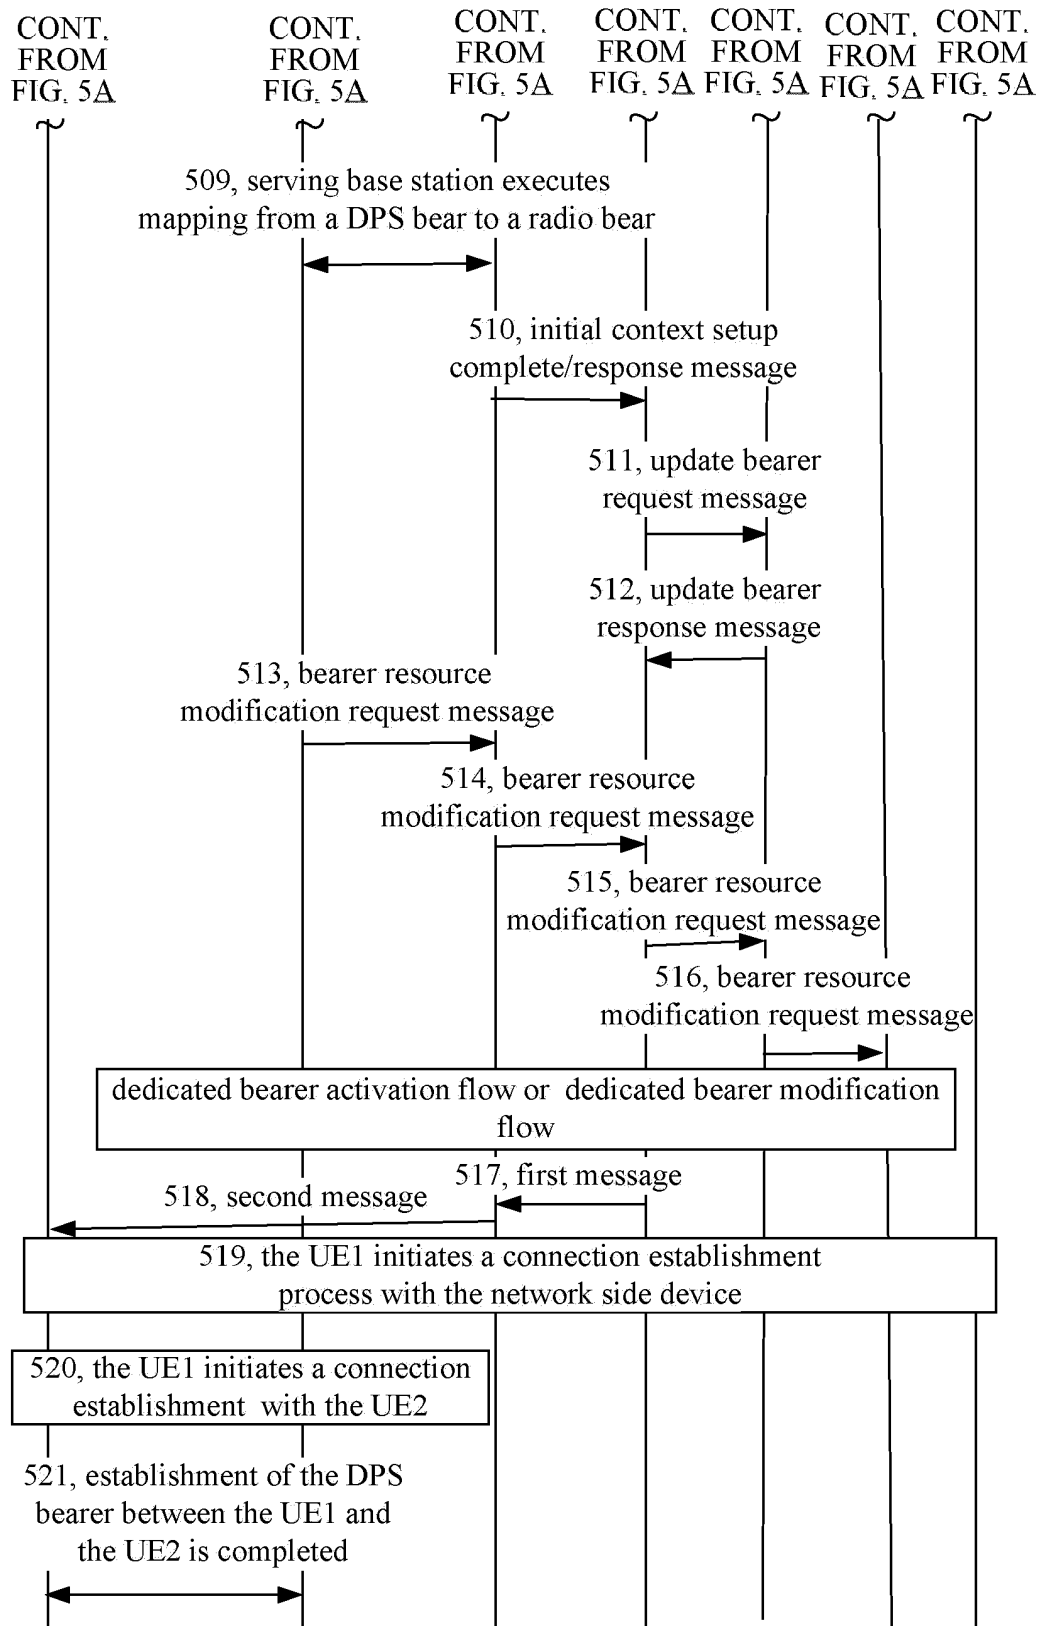 CONT.
FROM
FIG. 5A
CONT.
FROM
FIG. 5A
CONT.
FROM
FIG. 5A
CONT.
FROM
FIG. 5A
CONT.
FROM
FIG. 5A
CONT.
FROM
FIG. 5A
CONT.
FROM
FIG. 5A
509, serving base station executes
mapping from a DPS bear to a radio bear
510, initial context setup
complete/response message
511, update bearer
request message
512, update bearer
response message
513, bearer resource
modification request message
514, bearer resource
modification request message
515, bearer resource
modification request message
516, bearer resource
modification request message
dedicated bearer activation flow or dedicated bearer modification
flow
517, first message
518, second message
519, the UE1 initiates a connection establishment
process with the network side device
520, the UE1 initiates a connection
establishment with the UE2
521, establishment of the DPS
bearer between the UE1 and
the UE2 is completed